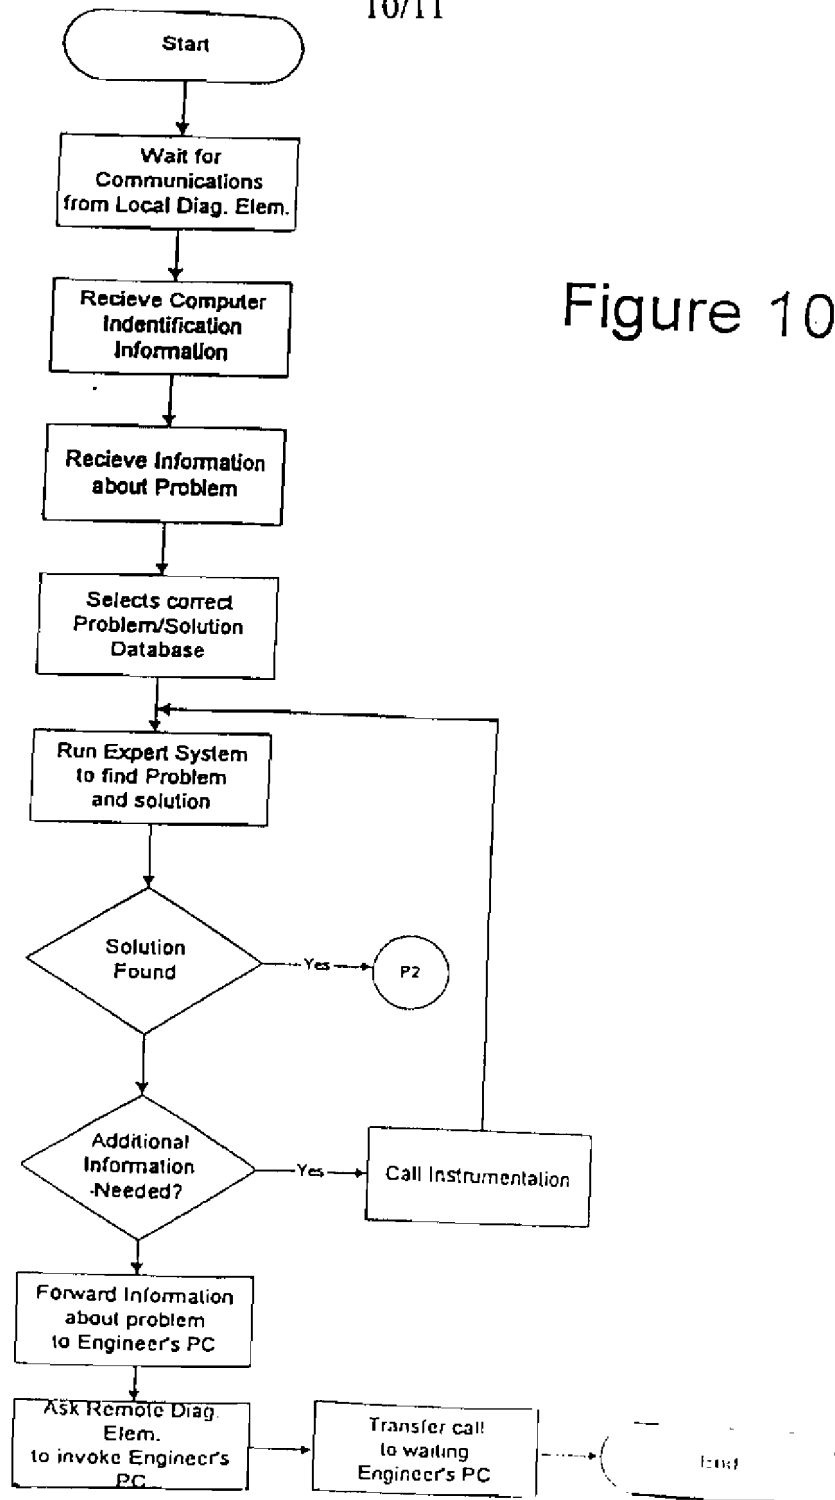 10/11
Start
Wait for
Communications
from Local Diag. Elem.
Recieve Computer
Indentification
Information
Figure 10
Recieve Information
about Problem
Selects correct
Problem/Solution
Database
Run Expert System
to find Problem
and solution
Solution
Found
Yes
P2
Additional
Information
Needed?
Yes
Call Instrumentation
Forward Information
about problem
to Engineer's PC
Ask Remote Diag.
Elem.
to invoke Engineer's
PC
Transfer call
to waiting
Engineer's PC
End